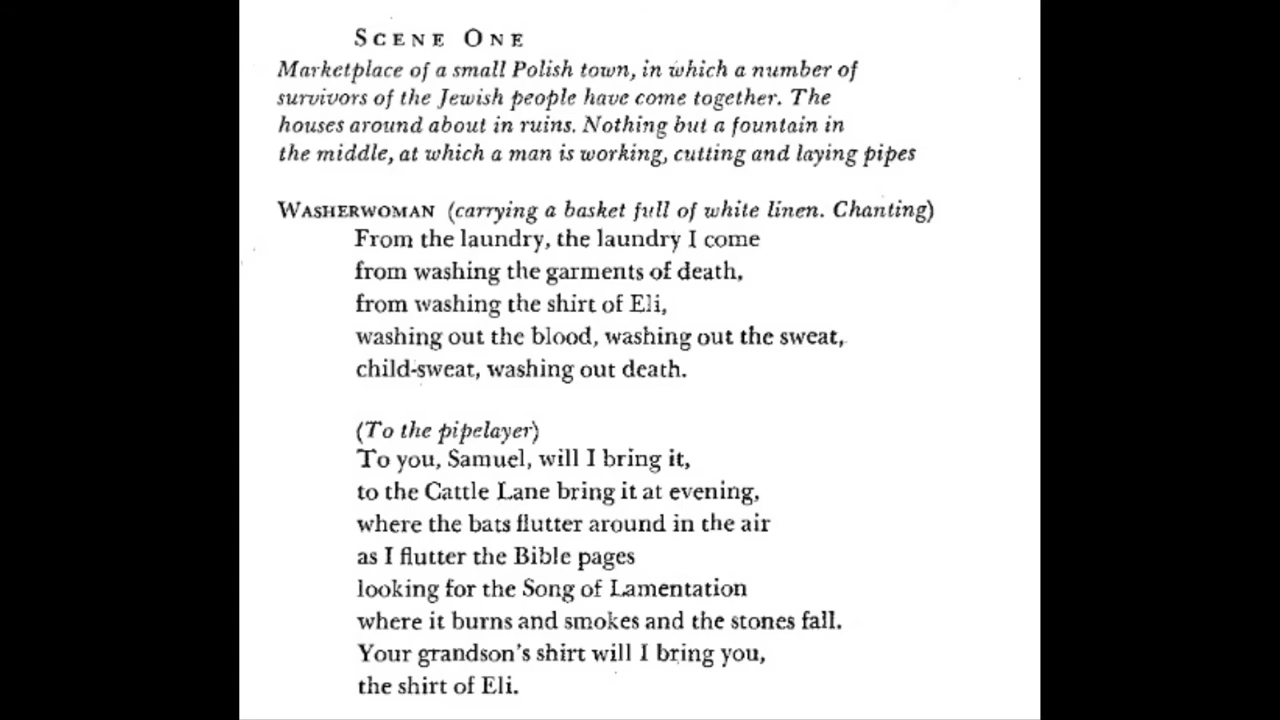 SCENE ONE
Marketplace of a small Polish town, in which a number of
survivors of the Jewish people have come together. The
houses around about in ruins. Nothing but a fountain in
the middle, at which a man is working, cutting and laying pipes
WASHERWOMAN (carrying a basket full of white linen. Chanting)
From the laundry, the laundry I come
from washing the garments of death,
from washing the shirt of Eli,
washing out the blood, washing out the sweat,
child-sweat, washing out death.
(To the pipelayer)
To you, Samuel, will I bring it,
to the Cattle Lane bring it at evening,
where the bats flutter around in the air
as I flutter the Bible pages
looking for the Song of Lamentation
where it burns and smokes and the stones fall.
Your grandson's shirt will I bring you,
the shirt of Eli.